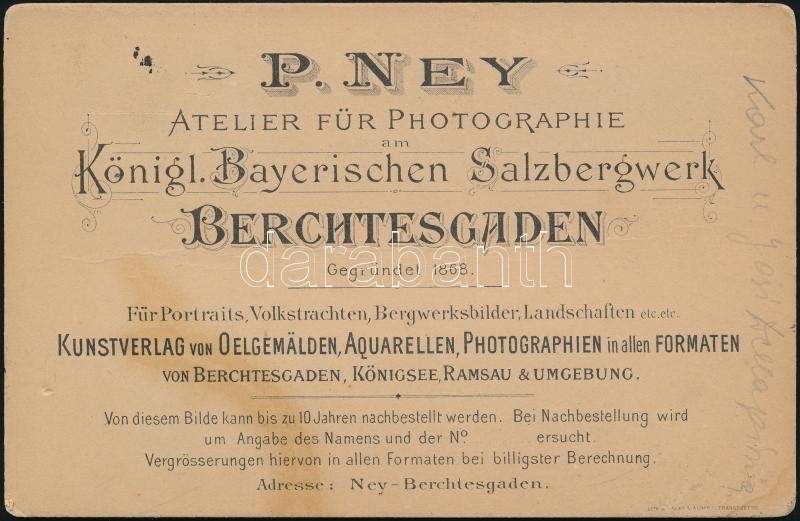 P. NEY
ATELIER FÜR PHOTOGRAPHIE
am
Königl. Bayerischen Salzbergwerk
BERCHTESGADEN
Gegründet 1868.
darabanth
Für Portraits, Volkstrachten, Bergwerksbilder, Landschaften etc. etc.
KUNSTVERLAG VON OELGEMÄLDEN, AQUARELLEN, PHOTOGRAPHIEN in allen FORMATEN
VON BERCHTESGADEN, KÖNIGSEE, RAMSAU & UMGEBUNG.
Von diesem Bilde kann bis zu 10 Jahren nachbestellt werden. Bei Nachbestellung wird
um Angabe des Namens und der Nº ersucht.
Vergrösserungen hiervon in allen Formaten bei billigster Berechnung.
Adresse: Ney-Berchtesgaden.
Karl u